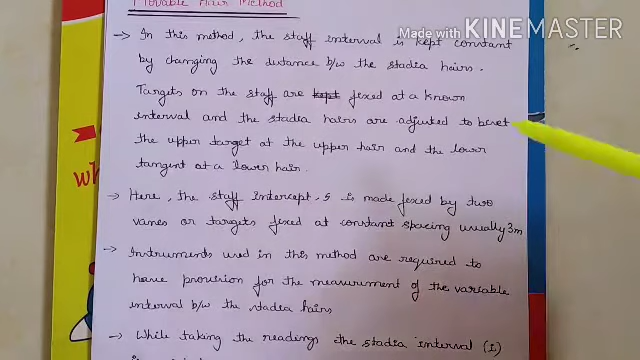 Movable Hair Method
Made with KINEMASTER
→ In this method, the staff interval is kept constant
by changing the distance b/w the stadia hairs.
Targets on the staff are kept fixed at a known
interval and the stadia hairs are adjusted to bcret
the upper target at the upper hair and the lower
tangent at a lower hair.
→ Here, the staff intercept, s is made fixed by two
vanes or targets fixed at constant spacing usually 3m
→ Instruments used in this method are required to
have provision for the measurment of the variable
interval b/w the stadia hairs
→ While taking the readings the stadia interval (i)
wh